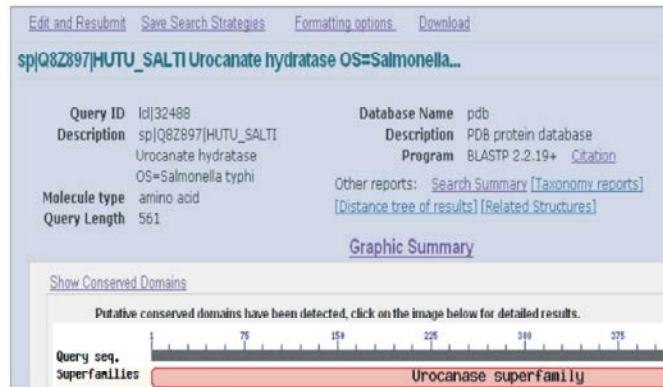 Edit and Resubmit Save Search Strategies Formatting options Download
sp|Q8Z897|HUTU_SALTI Urocanate hydratase OS=Salmonella...
Query ID lcl|32488
Description sp|Q8Z897|HUTU_SALTI
Urocanate hydratase
OS=Salmonella typhi
Molecule type amino acid
Query Length 561
Database Name pdb
Description PDB protein database
Program BLASTP 2.2.19+ Citation
Other reports: Search Summary [Taxonomy reports]
[Distance tree of results] [Related Structures]
Graphic Summary
Show Conserved Domains
Putative conserved domains have been detected, click on the image below for detailed results.
1 75 150 225 300 375
Query seq.
Superfamilies Urocanase superfamily